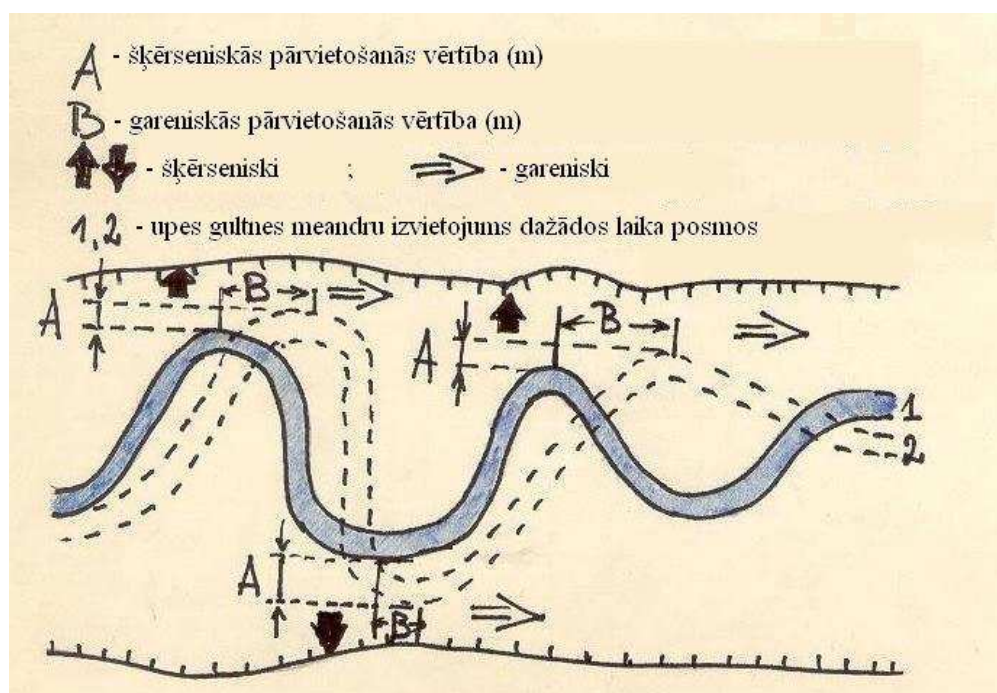 A - šķērseniskās pārvietošanās vērtība (m)
B - gareniskās pārvietošanās vērtība (m)
- šķērseniski ; - gareniski
1,2 - upes gultnes meandru izvietojums dažādos laika posmos
B
A
B
A
1
2
A
B